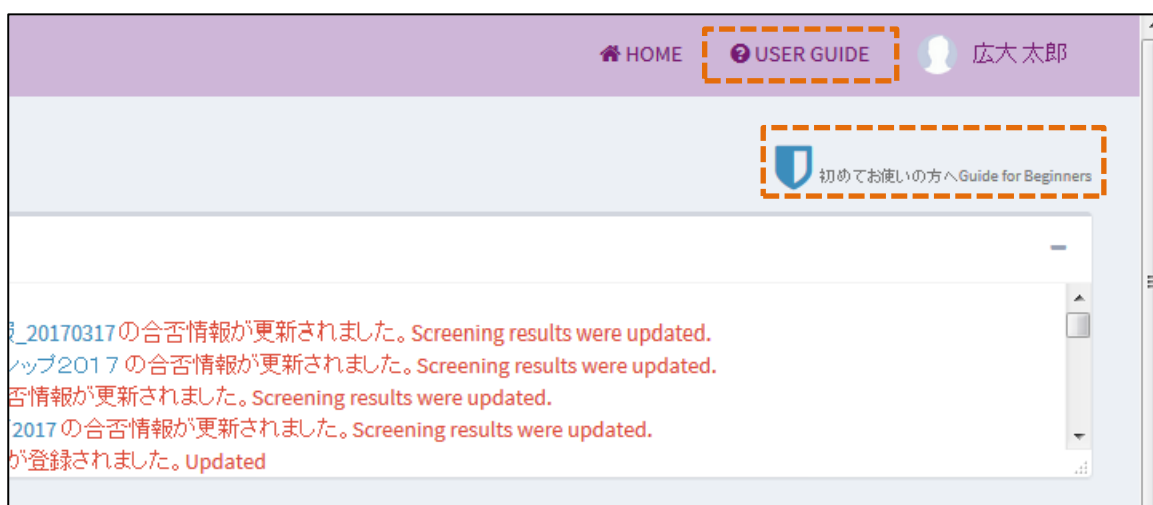 HOME USER GUIDE 広大 太郎
初めてお使いの方へGuide for Beginners
_20170317の合否情報が更新されました。Screening results were updated.
ップ2017の合否情報が更新されました。Screening results were updated.
否情報が更新されました。Screening results were updated.
2017の合否情報が更新されました。Screening results were updated.
が登録されました。Updated